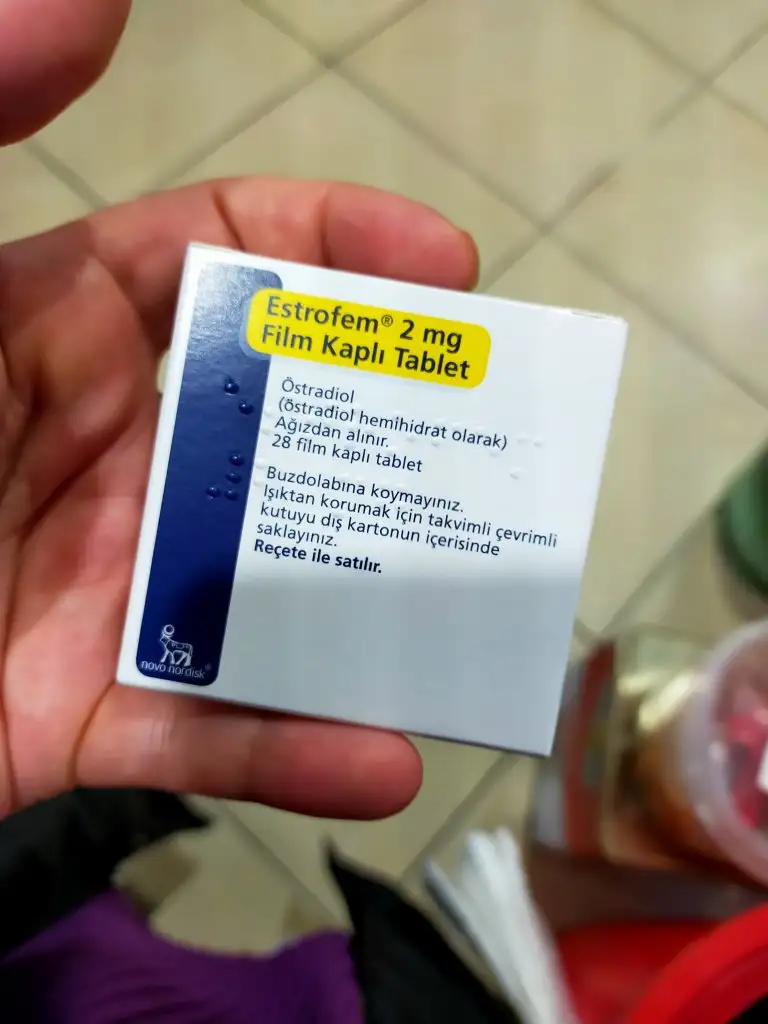 Estrofem® 2 mg
Film Kaplı Tablet
Östradiol
(östradiol hemihidrat olarak)
Ağızdan alınır.
28 film kaplı tablet
Buzdolabına koymayınız.
Işıktan korumak için takvimli çevrimli
kutuyu dış kartonun içerisinde
saklayınız.
Reçete ile satılır.
novo nordisk®